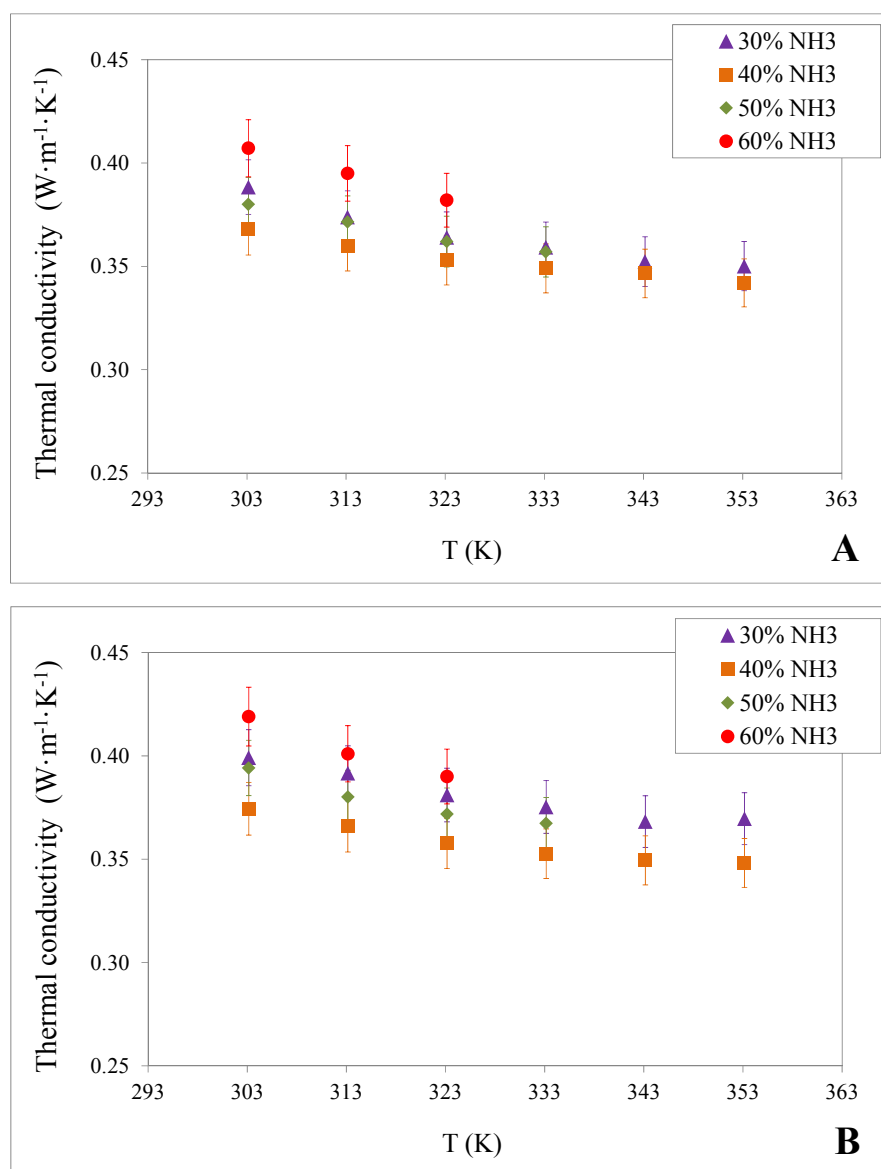 30% NH3
40% NH3
50% NH3
60% NH3
0.45
0.40
0.35
0.30
0.25
Thermal conductivity (W·m⁻¹·K⁻¹)
293 303 313 323 333 343 353 363
T (K)
A
30% NH3
40% NH3
50% NH3
60% NH3
0.45
0.40
0.35
0.30
0.25
Thermal conductivity (W·m⁻¹·K⁻¹)
293 303 313 323 333 343 353 363
T (K)
B